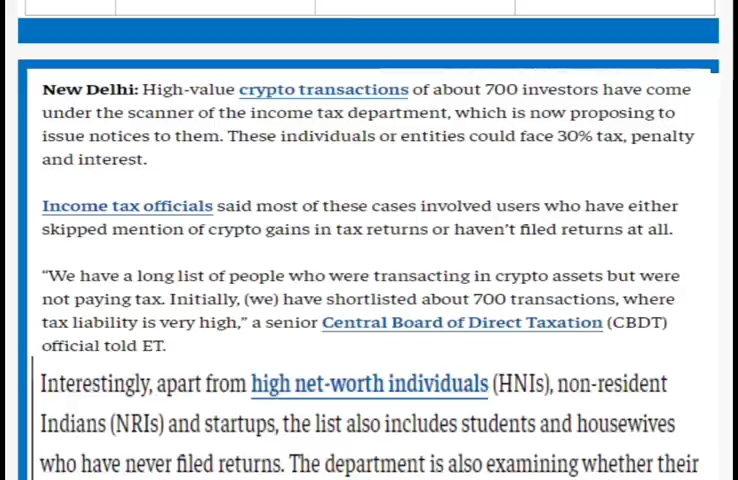 New Delhi: High-value crypto transactions of about 700 investors have come
under the scanner of the income tax department, which is now proposing to
issue notices to them. These individuals or entities could face 30% tax, penalty
and interest.
Income tax officials said most of these cases involved users who have either
skipped mention of crypto gains in tax returns or haven't filed returns at all.
“We have a long list of people who were transacting in crypto assets but were
not paying tax. Initially, (we) have shortlisted about 700 transactions, where
tax liability is very high,” a senior Central Board of Direct Taxation (CBDT)
official told ET.
Interestingly, apart from high net-worth individuals (HNIs), non-resident
Indians (NRIs) and startups, the list also includes students and housewives
who have never filed returns. The department is also examining whether their